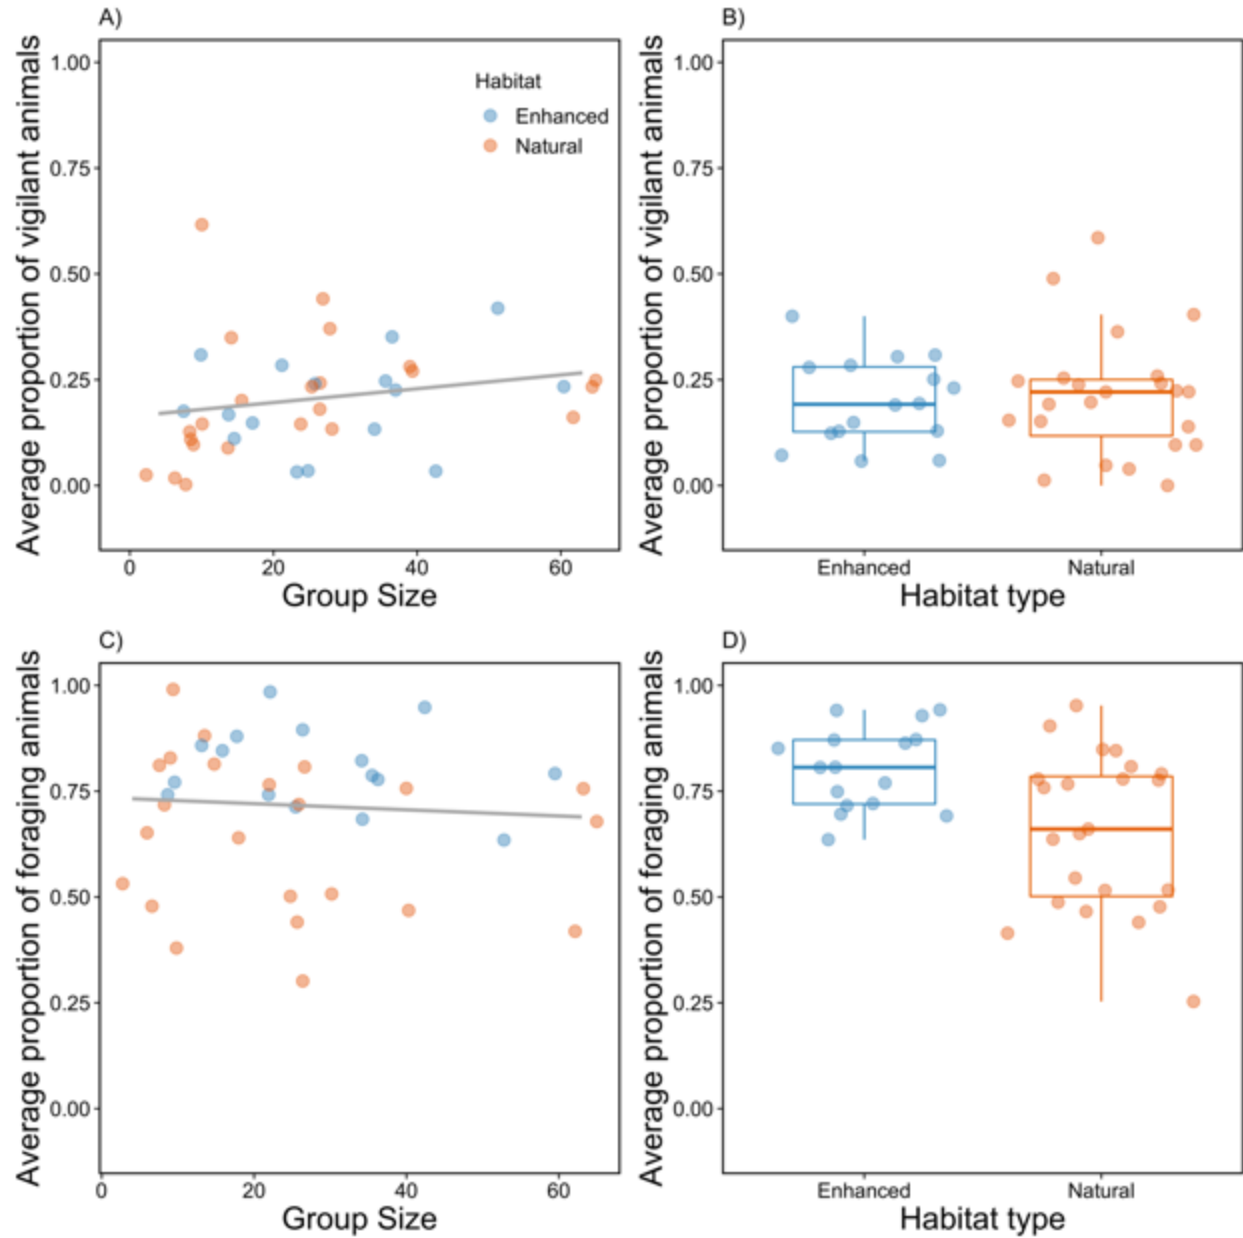 A)
Average proportion of vigilant animals
1.00
0.75
0.50
0.25
0.00
Habitat
Enhanced
Natural
0 20 40 60
Group Size
B)
Average proportion of vigilant animals
1.00
0.75
0.50
0.25
0.00
Enhanced Natural
Habitat type
C)
Average proportion of foraging animals
1.00
0.75
0.50
0.25
0.00
0 20 40 60
Group Size
D)
Average proportion of foraging animals
1.00
0.75
0.50
0.25
0.00
Enhanced Natural
Habitat type